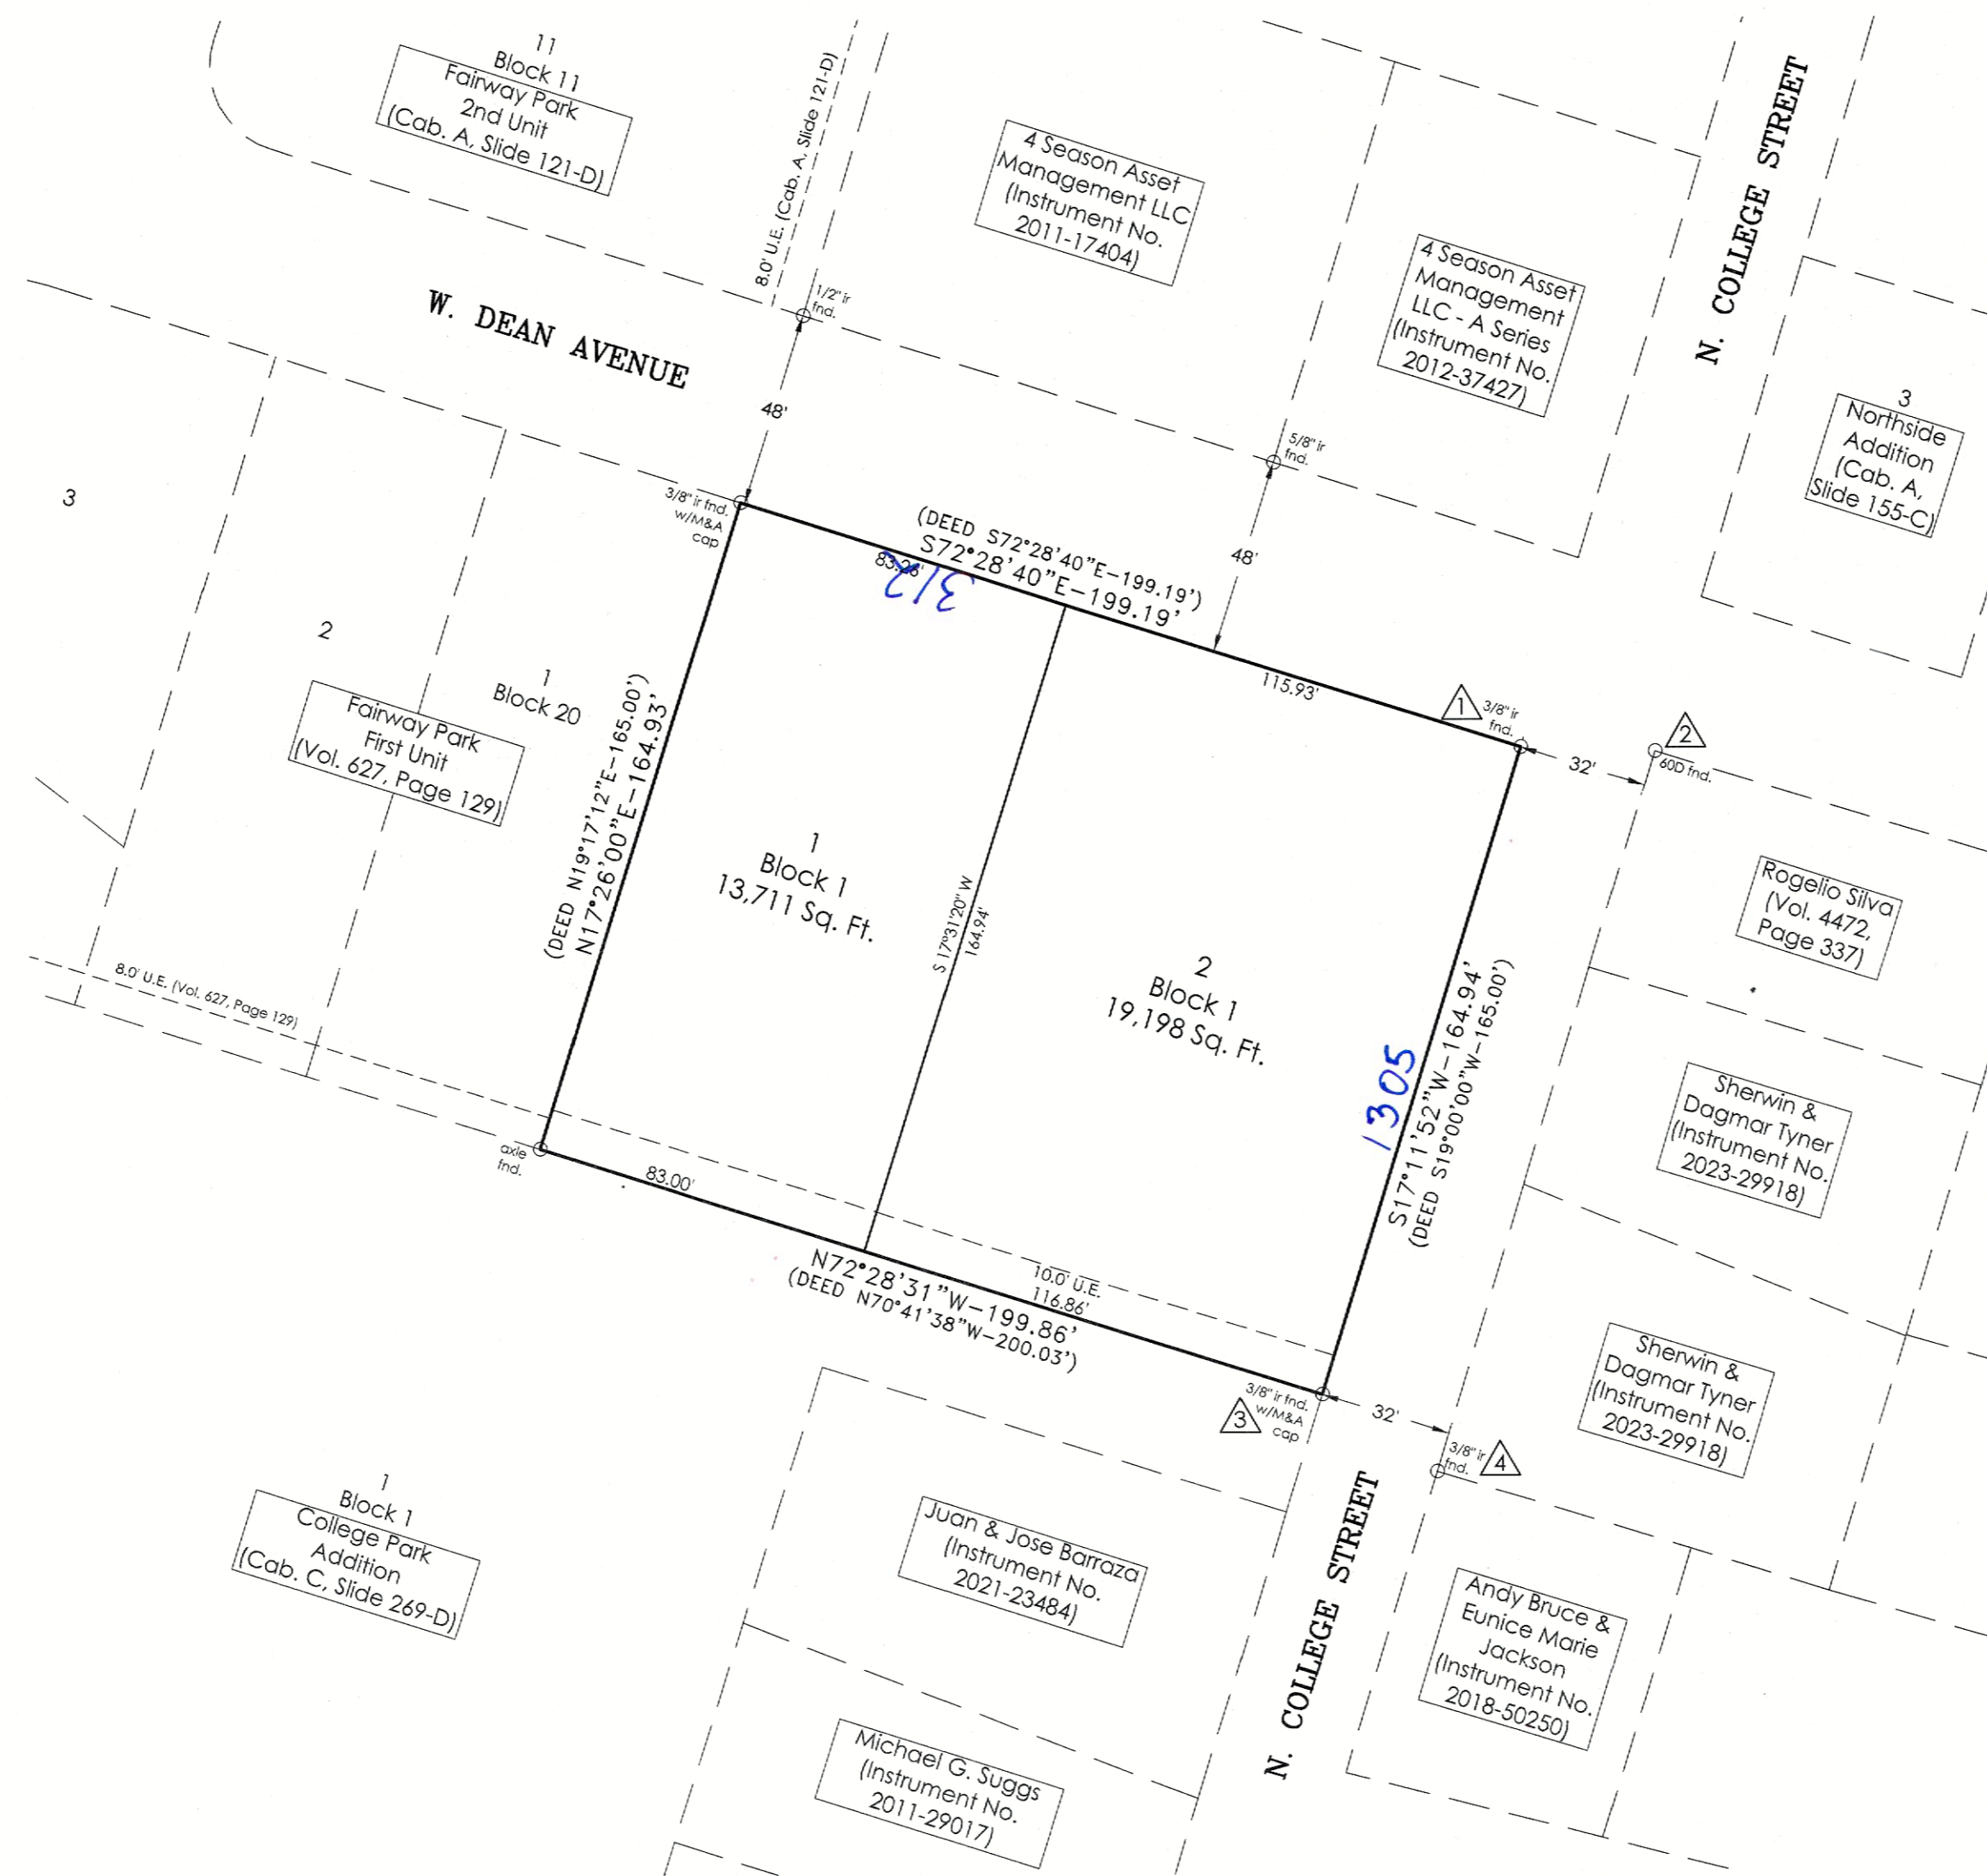 11
Block 11
Fairway Park
2nd Unit
(Cab. A, Slide 121-D)
8.0' U.E. (Cab. A, Slide 121-D)
4 Season Asset
Management LLC
(Instrument No.
2011-17404)
4 Season Asset
Management
LLC - A Series
(Instrument No.
2012-37427)
N. COLLEGE STREET
3
Northside
Addition
(Cab. A,
Slide 155-C)
W. DEAN AVENUE
1/2" ir
fnd.
48'
5/8" ir
fnd.
48'
3/8" ir fnd.
w/M&A
cap
(DEED S72°28'40"E-199.19')
S72°28'40"E-199.19'
83.26'
312
115.93'
1
3/8" ir
fnd.
32'
2
60D fnd.
3
2
1
Block 20
Fairway Park
First Unit
(Vol. 627, Page 129)
(DEED N19°17'12"E-165.00')
N17°26'00"E-164.93'
1
Block 1
13,711 Sq. Ft.
S 17°31'20" W
164.94'
2
Block 1
19,198 Sq. Ft.
1305
S17°11'52"W-164.94'
(DEED S19°00'00"W-165.00')
Rogelio Silva
(Vol. 4472,
Page 337)
Sherwin &
Dagmar Tyner
(Instrument No.
2023-29918)
Sherwin &
Dagmar Tyner
(Instrument No.
2023-29918)
8.0' U.E. (Vol. 627, Page 129)
axle
fnd.
83.00'
10.0' U.E.
116.86'
N72°28'31"W-199.86'
(DEED N70°41'38"W-200.03')
3/8" ir fnd.
w/M&A
cap
3
32'
3/8" ir
fnd.
4
1
Block 1
College Park
Addition
(Cab. C, Slide 269-D)
Juan & Jose Barraza
(Instrument No.
2021-23484)
N. COLLEGE STREET
Andy Bruce &
Eunice Marie
Jackson
(Instrument No.
2018-50250)
Michael G. Suggs
(Instrument No.
2011-29017)